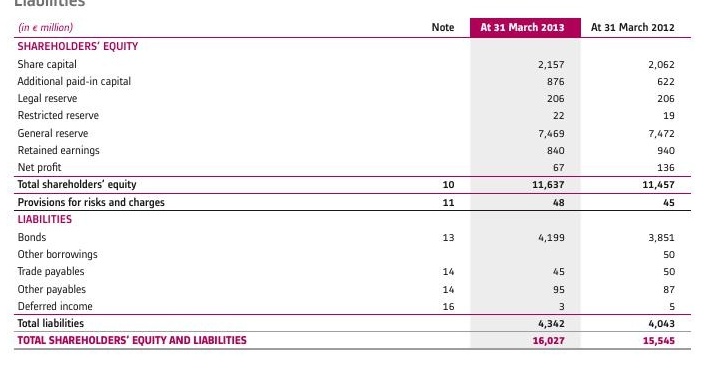 Liabilities
(in € million) Note At 31 March 2013 At 31 March 2012
SHAREHOLDERS' EQUITY
Share capital 2,157 2,062
Additional paid-in capital 876 622
Legal reserve 206 206
Restricted reserve 22 19
General reserve 7,469 7,472
Retained earnings 840 940
Net profit 67 136
Total shareholders' equity 10 11,637 11,457
Provisions for risks and charges 11 48 45
LIABILITIES
Bonds 13 4,199 3,851
Other borrowings 50
Trade payables 14 45 50
Other payables 14 95 87
Deferred income 16 3 5
Total liabilities 4,342 4,043
TOTAL SHAREHOLDERS' EQUITY AND LIABILITIES 16,027 15,545